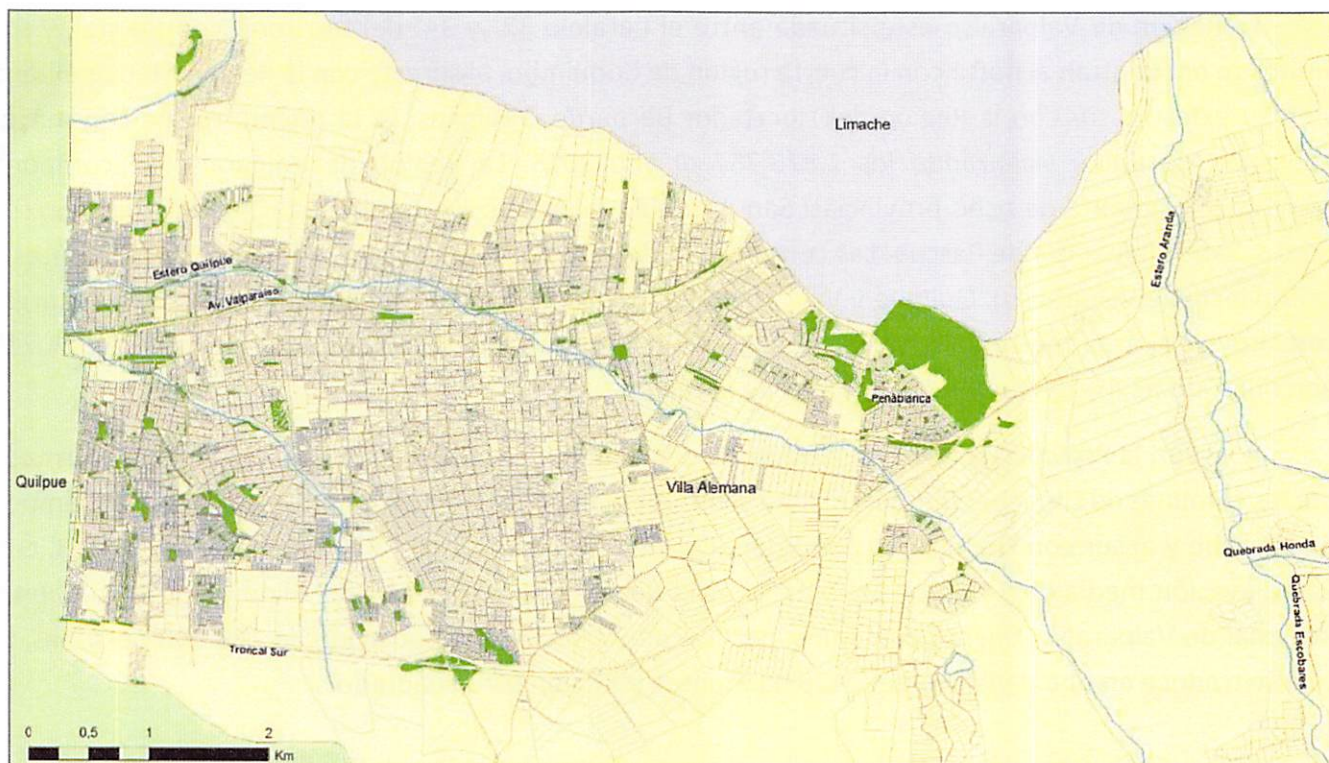 Limache
Estero Aranda
Estero Quilpue
Av. Valparaiso
Peñablanca
Quilpue
Villa Alemana
Quebrada Honda
Quebrada Escobares
Troncal Sur
0 0,5 1 2
Km